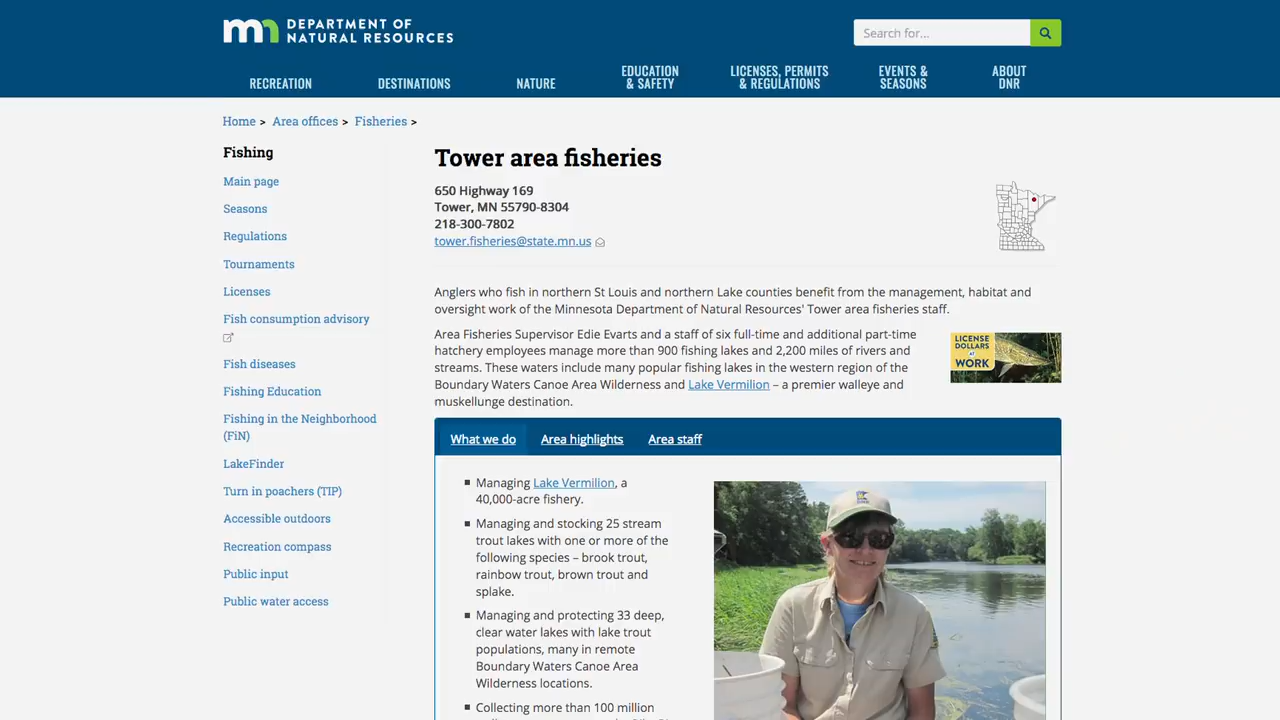 mn DEPARTMENT OF
NATURAL RESOURCES
Search for...
RECREATION
DESTINATIONS
NATURE
EDUCATION
& SAFETY
LICENSES, PERMITS
& REGULATIONS
EVENTS &
SEASONS
ABOUT
DNR
Home > Area offices > Fisheries >
Fishing
Main page
Seasons
Regulations
Tournaments
Licenses
Fish consumption advisory
Fish diseases
Fishing Education
Fishing in the Neighborhood
(FiN)
LakeFinder
Turn in poachers (TIP)
Accessible outdoors
Recreation compass
Public input
Public water access
Tower area fisheries
650 Highway 169
Tower, MN 55790-8304
218-300-7802
tower.fisheries@state.mn.us
Anglers who fish in northern St Louis and northern Lake counties benefit from the management, habitat and
oversight work of the Minnesota Department of Natural Resources' Tower area fisheries staff.
Area Fisheries Supervisor Edie Evarts and a staff of six full-time and additional part-time
hatchery employees manage more than 900 fishing lakes and 2,200 miles of rivers and
streams. These waters include many popular fishing lakes in the western region of the
Boundary Waters Canoe Area Wilderness and Lake Vermilion – a premier walleye and
muskellunge destination.
LICENSE
DOLLARS
AT
WORK
What we do
Area highlights
Area staff
Managing Lake Vermilion, a
40,000-acre fishery.
Managing and stocking 25 stream
trout lakes with one or more of the
following species – brook trout,
rainbow trout, brown trout and
splake.
Managing and protecting 33 deep,
clear water lakes with lake trout
populations, many in remote
Boundary Waters Canoe Area
Wilderness locations.
Collecting more than 100 million